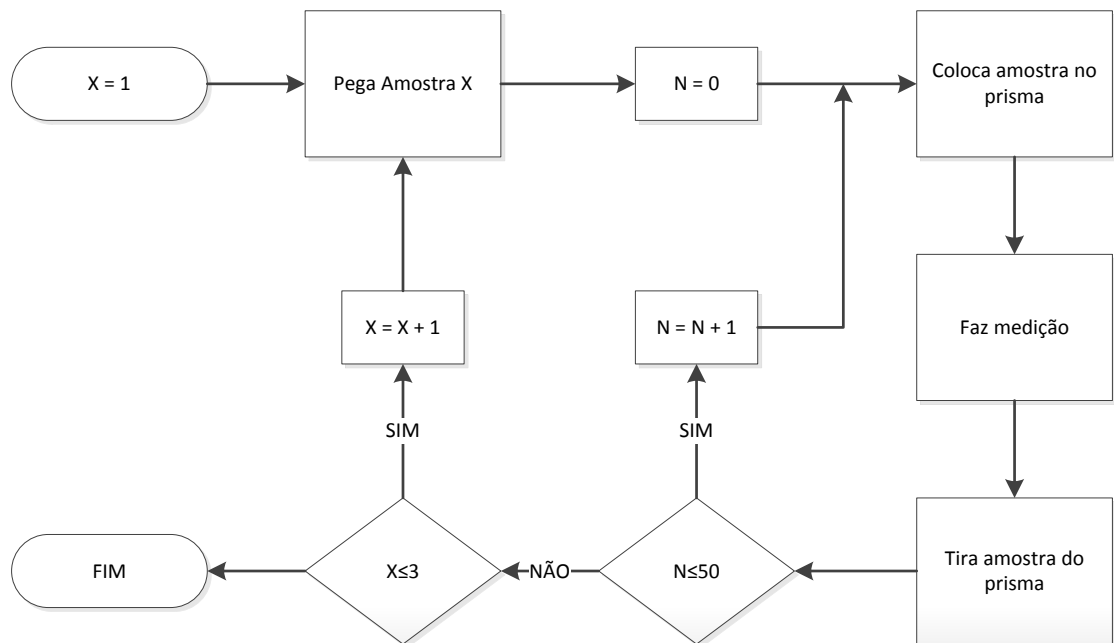 X = 1
Pega Amostra X
N = 0
Coloca amostra no
prisma
X = X + 1
N = N + 1
Faz medição
SIM
SIM
FIM
X≤3
NÃO
N≤50
Tira amostra do
prisma